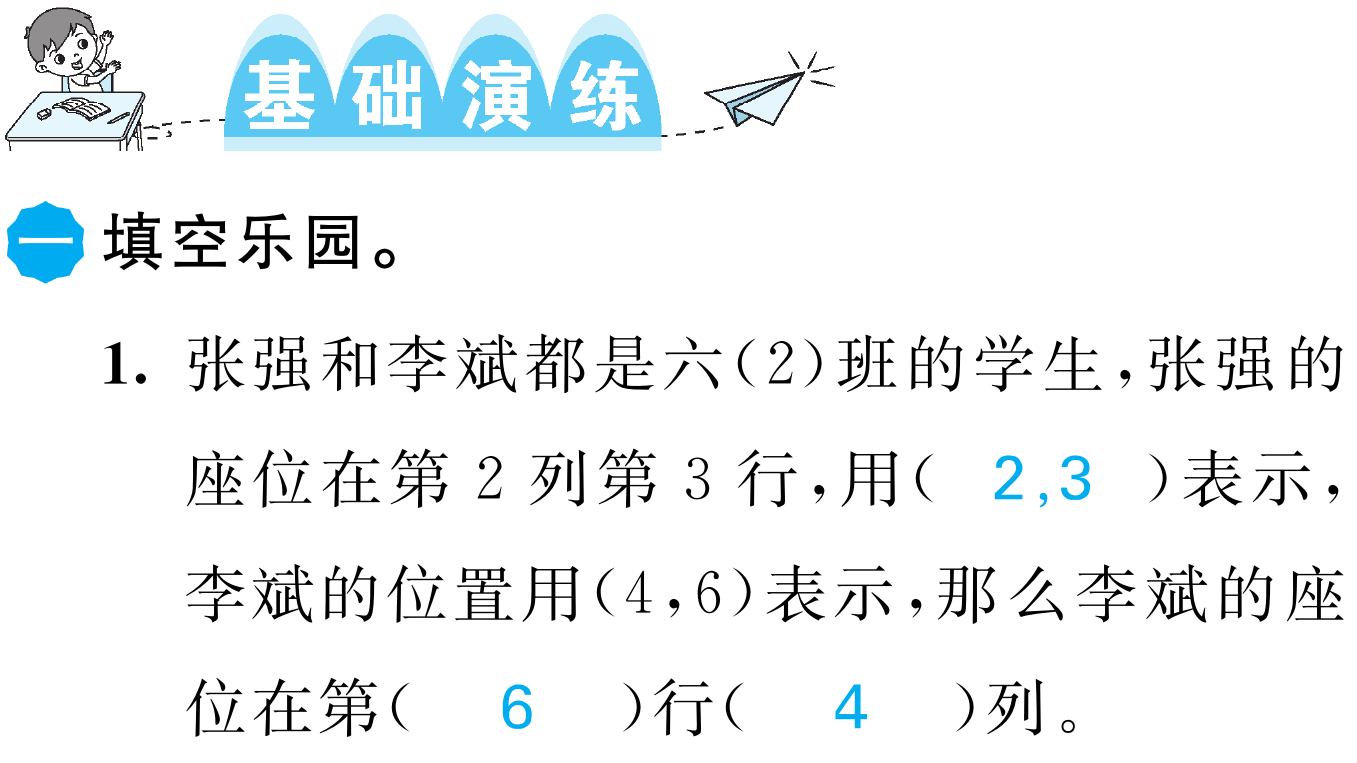 基础演练
一 填空乐园。
1. 张强和李斌都是六(2)班的学生,张强的
座位在第 2 列第 3 行,用( 2,3 )表示,
李斌的位置用(4,6)表示,那么李斌的座
位在第( 6 )行( 4 )列。